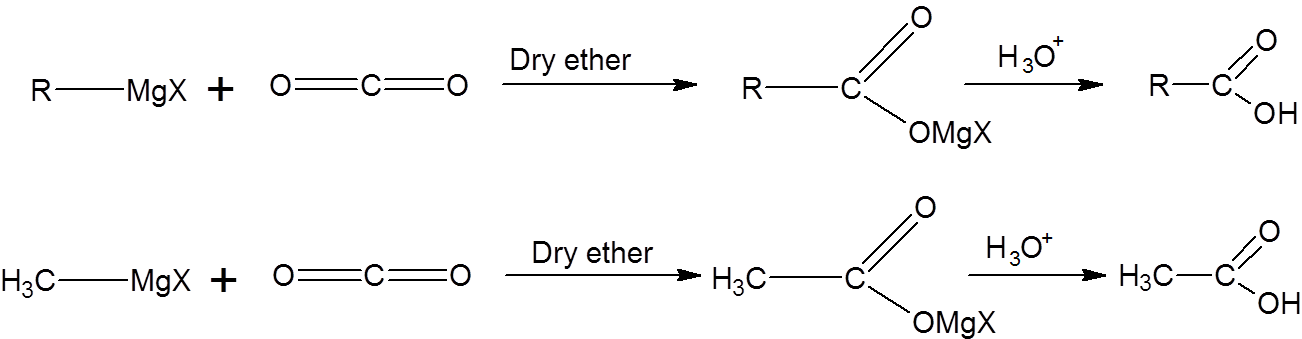 R—MgX + O=C=O Dry ether R—C(=O)OMgX H₃O⁺ R—C(=O)OH
H₃C—MgX + O=C=O Dry ether H₃C—C(=O)OMgX H₃O⁺ H₃C—C(=O)OH